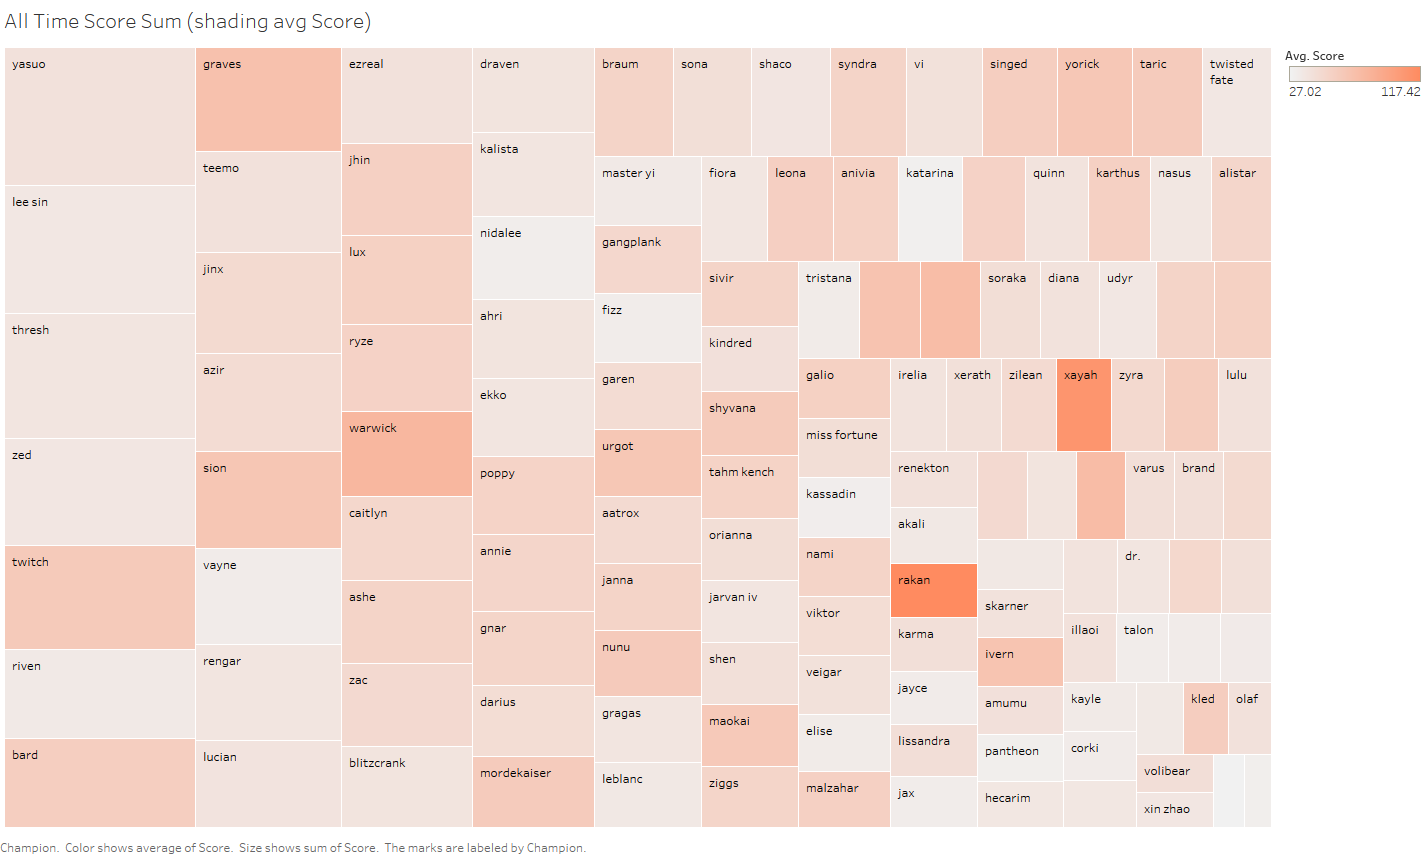 All Time Score Sum (shading avg Score)
yasuo
lee sin
thresh
zed
twitch
riven
bard
graves
teemo
jinx
azir
sion
vayne
rengar
lucian
ezreal
jhin
lux
ryze
warwick
caitlyn
ashe
zac
blitzcrank
draven
kalista
nidalee
ahri
ekko
poppy
annie
gnar
darius
mordekaiser
braum
sona
shaco
syndra
vi
singed
yorick
taric
twisted
fate
master yi
gangplank
fizz
garen
urgot
aatrox
janna
nunu
gragas
leblanc
fiora
leona
anivia
katarina
quinn
karthus
nasus
alistar
sivir
kindred
shyvana
tahm kench
orianna
jarvan iv
shen
maokai
ziggs
tristana
soraka
diana
udyr
galio
miss fortune
kassadin
nami
viktor
veigar
elise
malzahar
irelia
xerath
zilean
xayah
zyra
lulu
renekton
akali
rakan
karma
jayce
lissandra
jax
varus
brand
skarner
ivern
amumu
pantheon
hecarim
dr.
illaoi
talon
kayle
corki
kled
olaf
volibear
xin zhao
Avg. Score
27.02
117.42
Champion. Color shows average of Score. Size shows sum of Score. The marks are labeled by Champion.